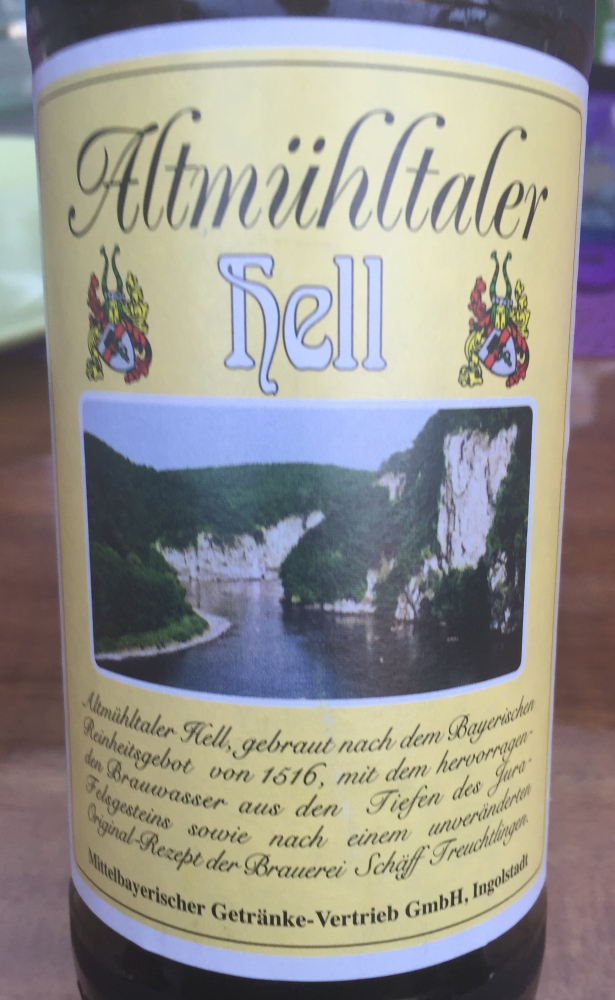 Altmühltaler
Hell
Altmühltaler Hell, gebraut nach dem Bayerischen
Reinheitsgebot von 1516, mit dem hervorragen-
den Brauwasser aus den Tiefen des Jura-
Felsgesteins sowie nach einem unveränderten
Original-Rezept der Brauerei Schäff Treuchtlingen.
Mittelbayerischer Getränke-Vertrieb GmbH, Ingolstadt